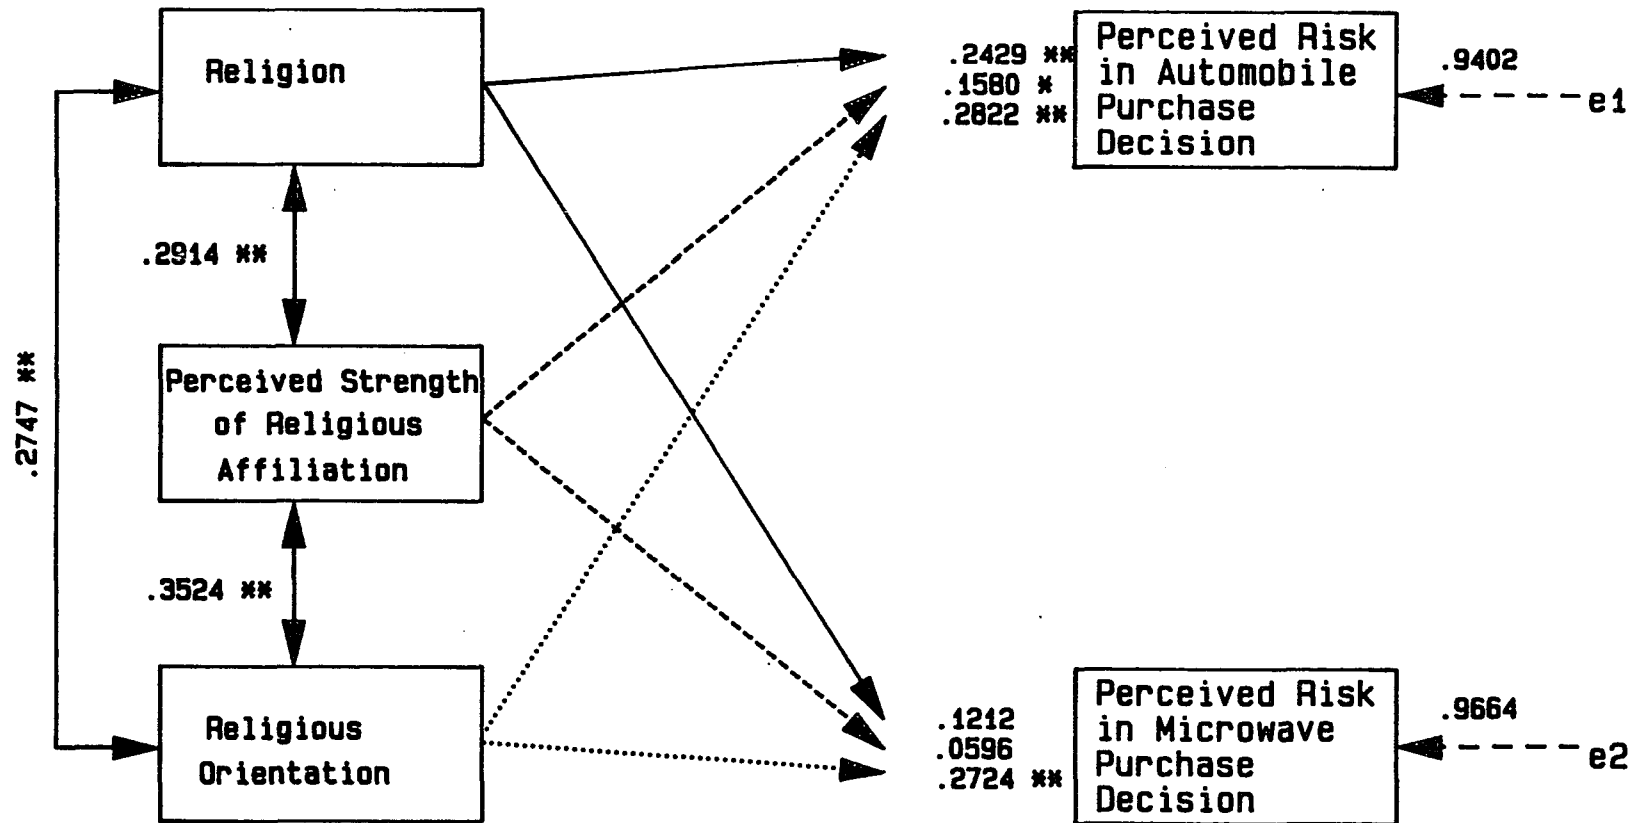 Religion
.2429 **
.1580 *
.2822 **
Perceived Risk
in Automobile
Purchase
Decision
.9402
e1
.2914 **
.2747 **
Perceived Strength
of Religious
Affiliation
.3524 **
Religious
Orientation
.1212
.0596
.2724 **
Perceived Risk
in Microwave
Purchase
Decision
.9664
e2